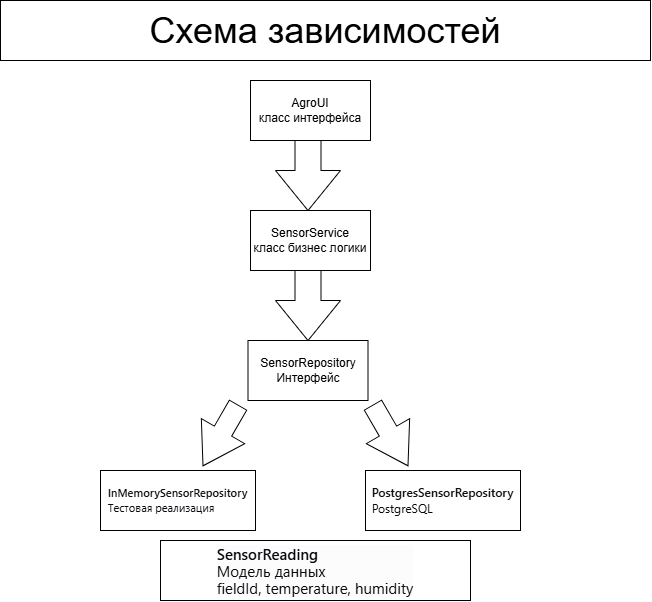 Схема зависимостей
AgroUI
класс интерфейса
SensorService
класс бизнес логики
SensorRepository
Интерфейс
InMemorySensorRepository
Тестовая реализация
PostgresSensorRepository
PostgreSQL
SensorReading
Модель данных
fieldId, temperature, humidity